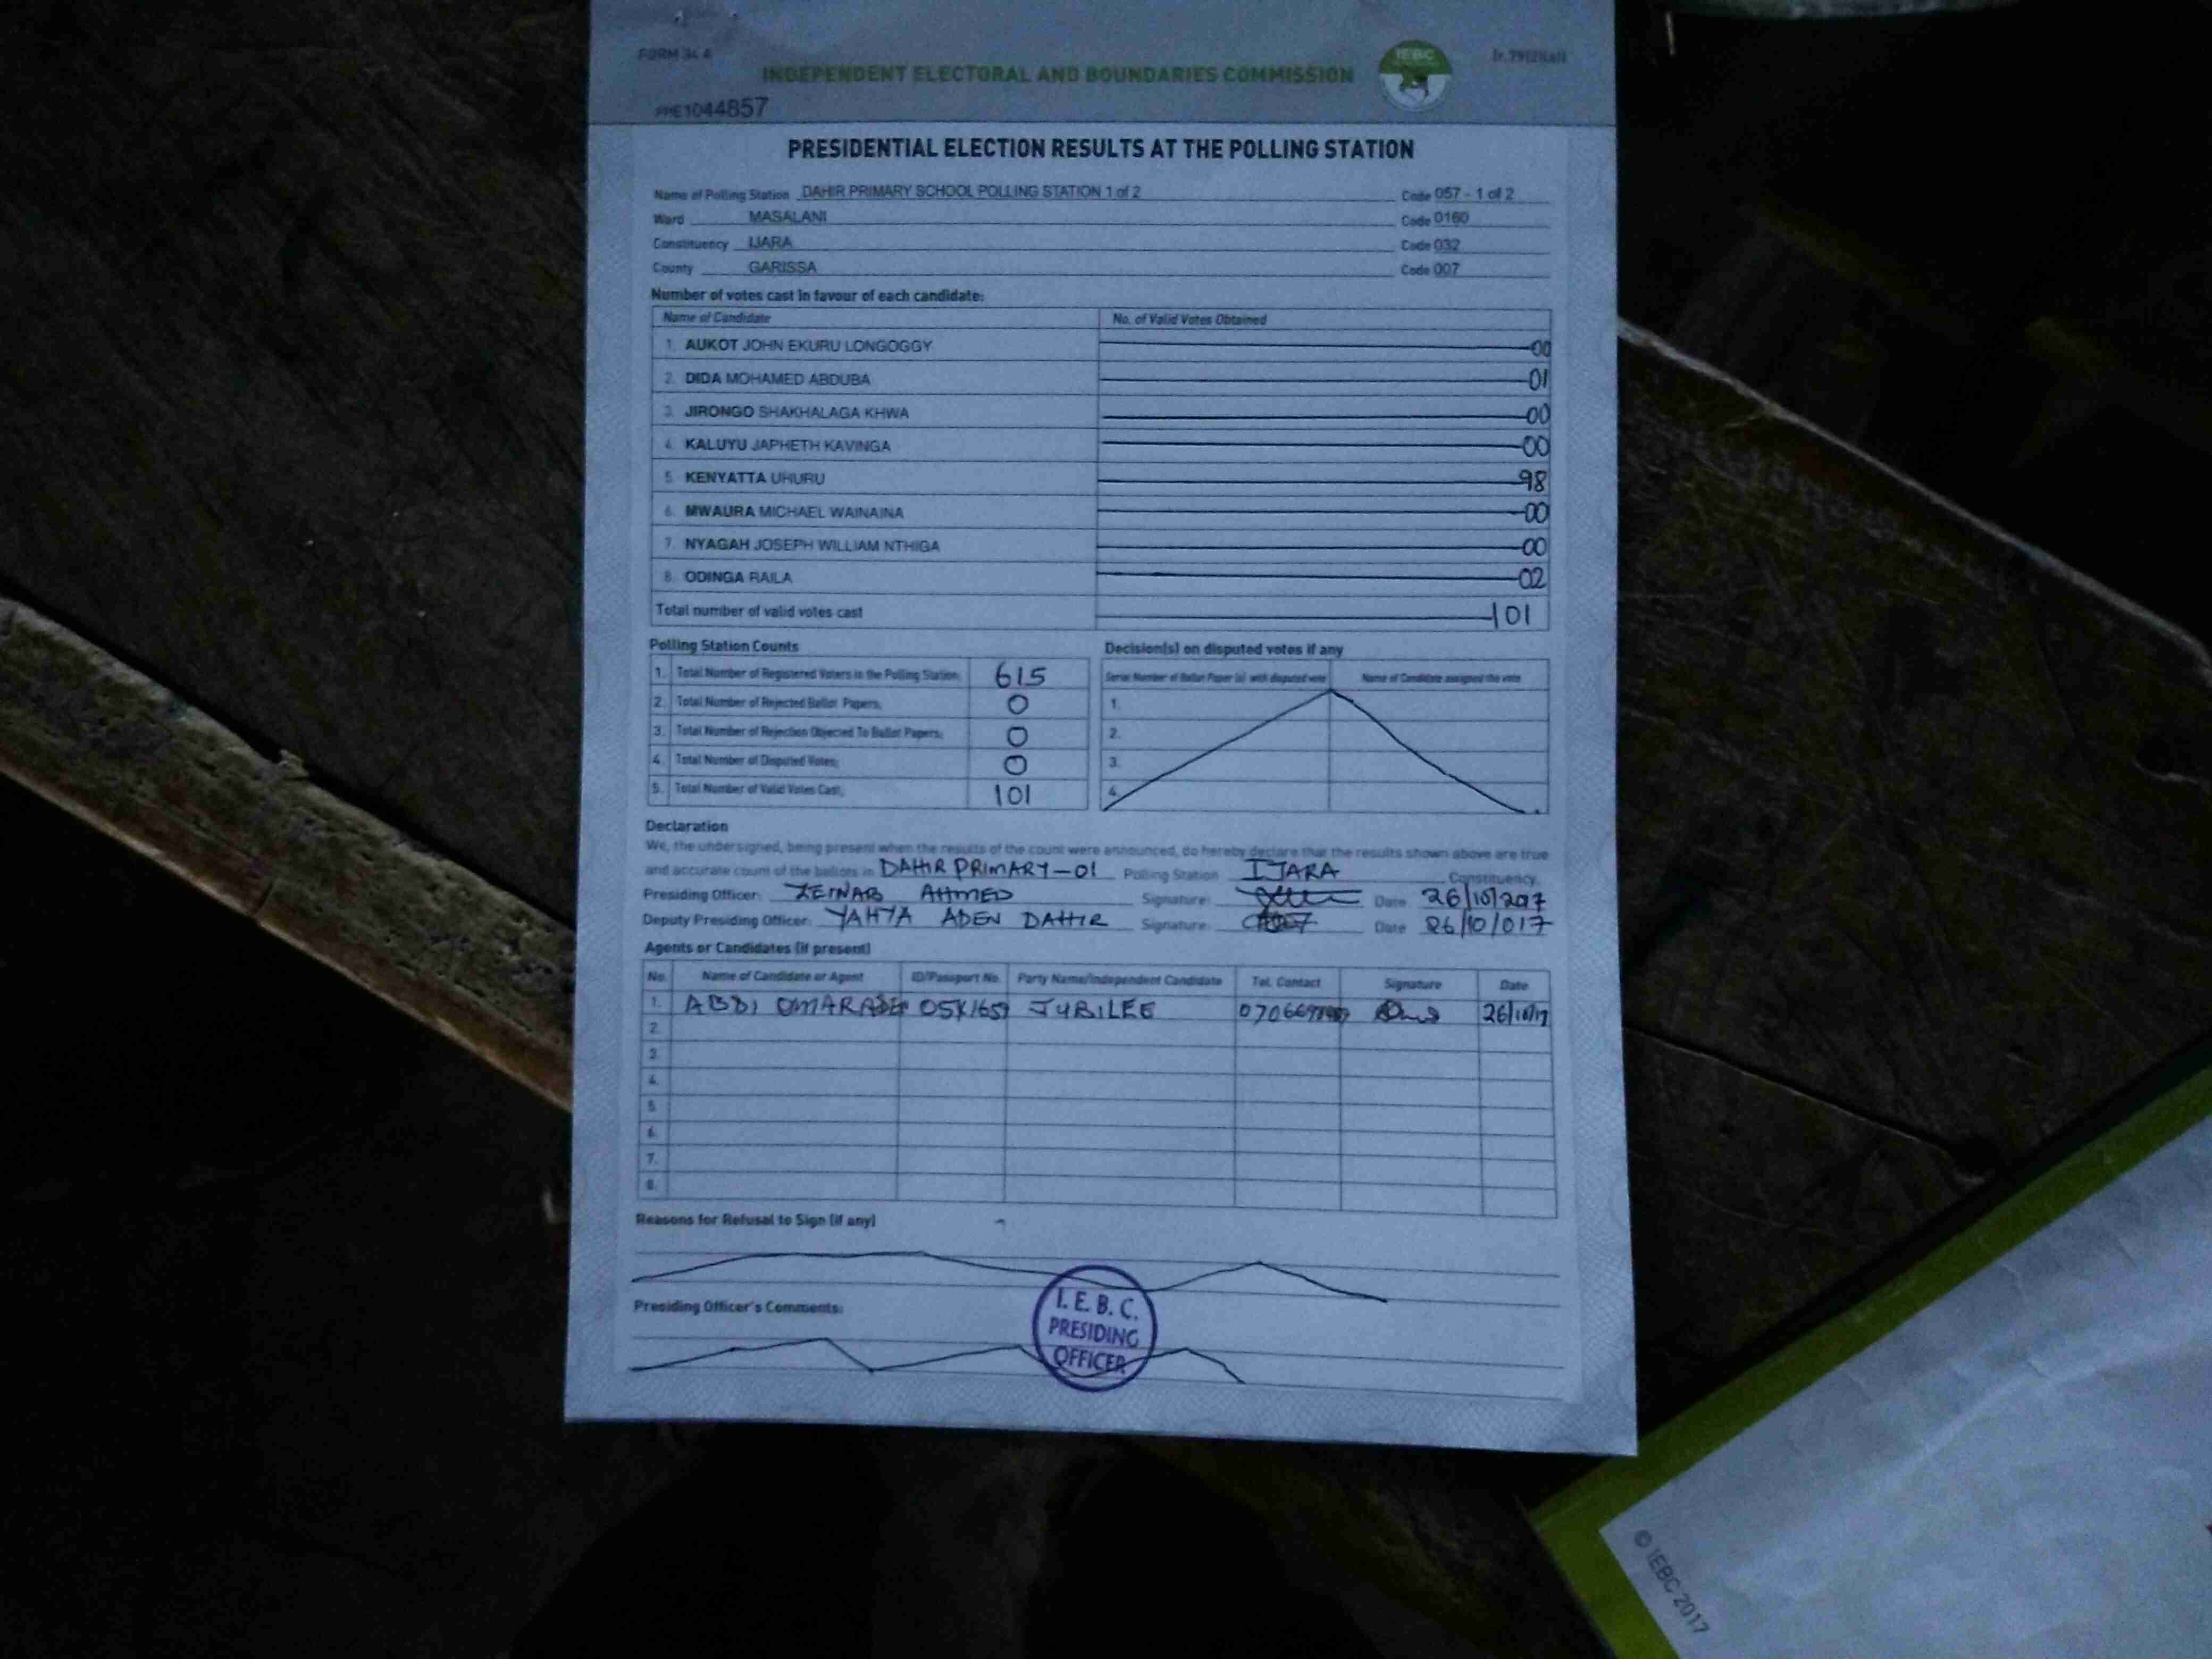 FORM 34 A
INDEPENDENT ELECTORAL AND BOUNDARIES COMMISSION
IEBC
1044857
PRESIDENTIAL ELECTION RESULTS AT THE POLLING STATION
Name of Polling Station DAHIR PRIMARY SCHOOL POLLING STATION 1 of 2 Code 057 - 1 of 2
Ward MASALANI Code 0160
Constituency IJARA Code 032
County GARISSA Code 007
Number of votes cast in favour of each candidate:
Name of Candidate No. of Valid Votes Obtained
1. AUKOT JOHN EKURU LONGOGGY 00
2. DIDA MOHAMED ABDUBA 01
3. JIRONGO SHAKHALAGA KHWA 00
4. KALUYU JAPHETH KAVINGA 00
5. KENYATTA UHURU 98
6. MWAURA MICHAEL WAINAINA 00
7. NYAGAH JOSEPH WILLIAM NTHIGA 00
8. ODINGA RAILA 02
Total number of valid votes cast 101
Polling Station Counts
1. Total Number of Registered Voters in the Polling Station; 615
2. Total Number of Rejected Ballot Papers; 0
3. Total Number of Rejection Objected To Ballot Papers; 0
4. Total Number of Disputed Votes; 0
5. Total Number of Valid Votes Cast; 101
Decision(s) on disputed votes if any
Serial Number of Ballot Paper (s) with disputed vote Name of Candidate assigned the vote
1.
2.
3.
4.
Declaration
We, the undersigned, being present when the results of the count were announced, do hereby declare that the results shown above are true
and accurate count of the ballots in DAHIR PRIMARY-01 Polling Station IJARA Constituency.
Presiding Officer: ZEINAB AHMED Signature: Date 26/10/2017
Deputy Presiding Officer: YAHYA ADEN DAHIR Signature: Date 26/10/017
Agents or Candidates (if present)
No. Name of Candidate or Agent ID/Passport No. Party Name/Independent Candidate Tel. Contact Signature Date
1. ABDI OMAR ADEN JUBILEE 26/10/17
2.
3.
4.
5.
6.
7.
8.
Reasons for Refusal to Sign (if any)
Presiding Officer's Comments:
I. E. B. C.
PRESIDING
OFFICER
© IEBC 2017